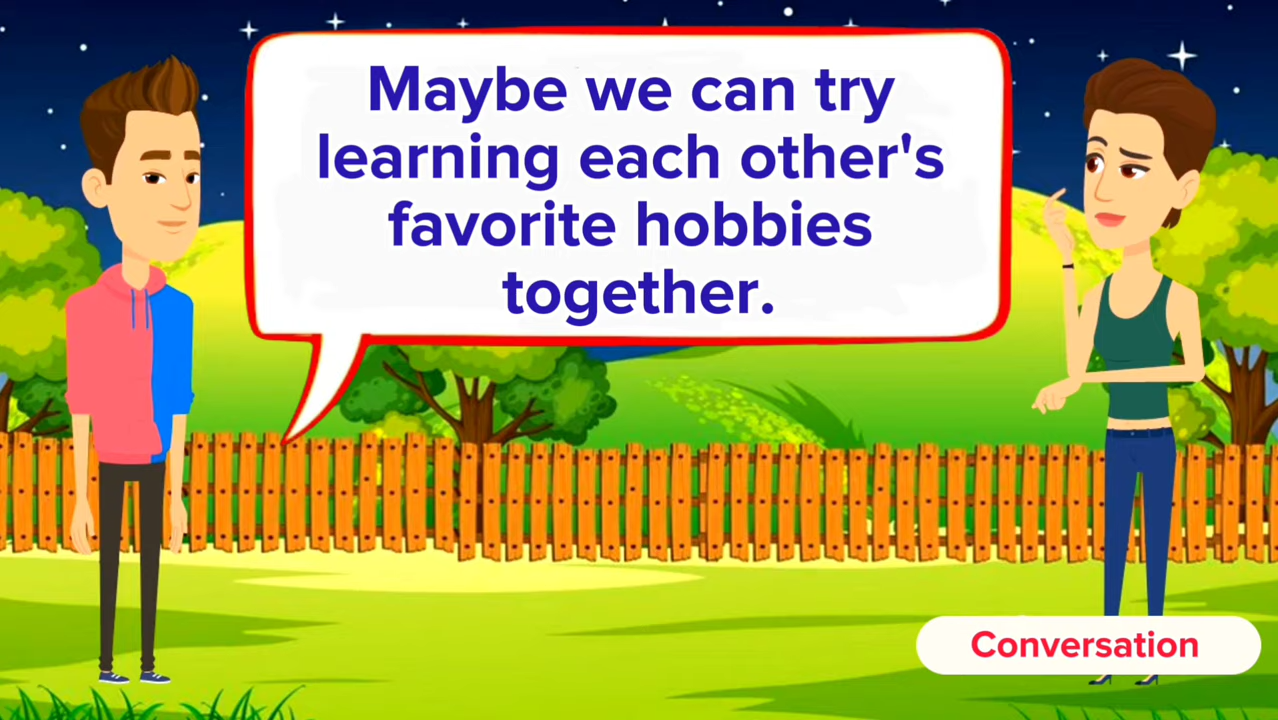 Maybe we can try
learning each other's
favorite hobbies
together.
Conversation